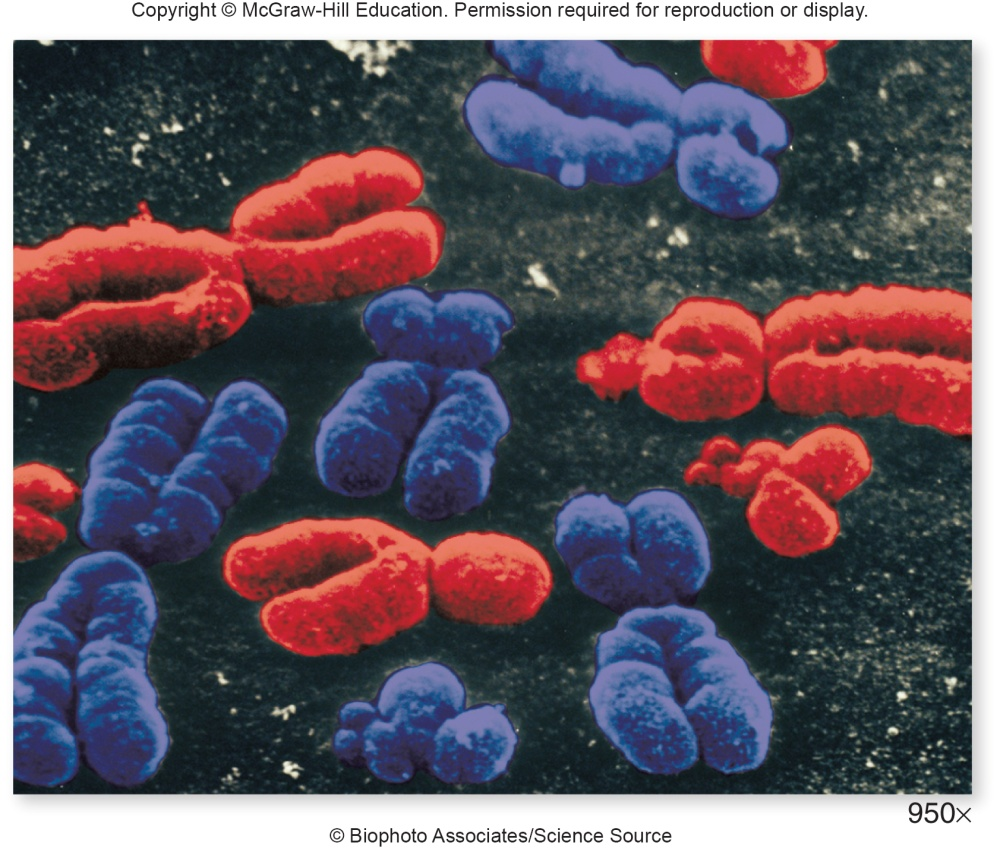 Copyright © McGraw-Hill Education. Permission required for reproduction or display.
950×
© Biophoto Associates/Science Source